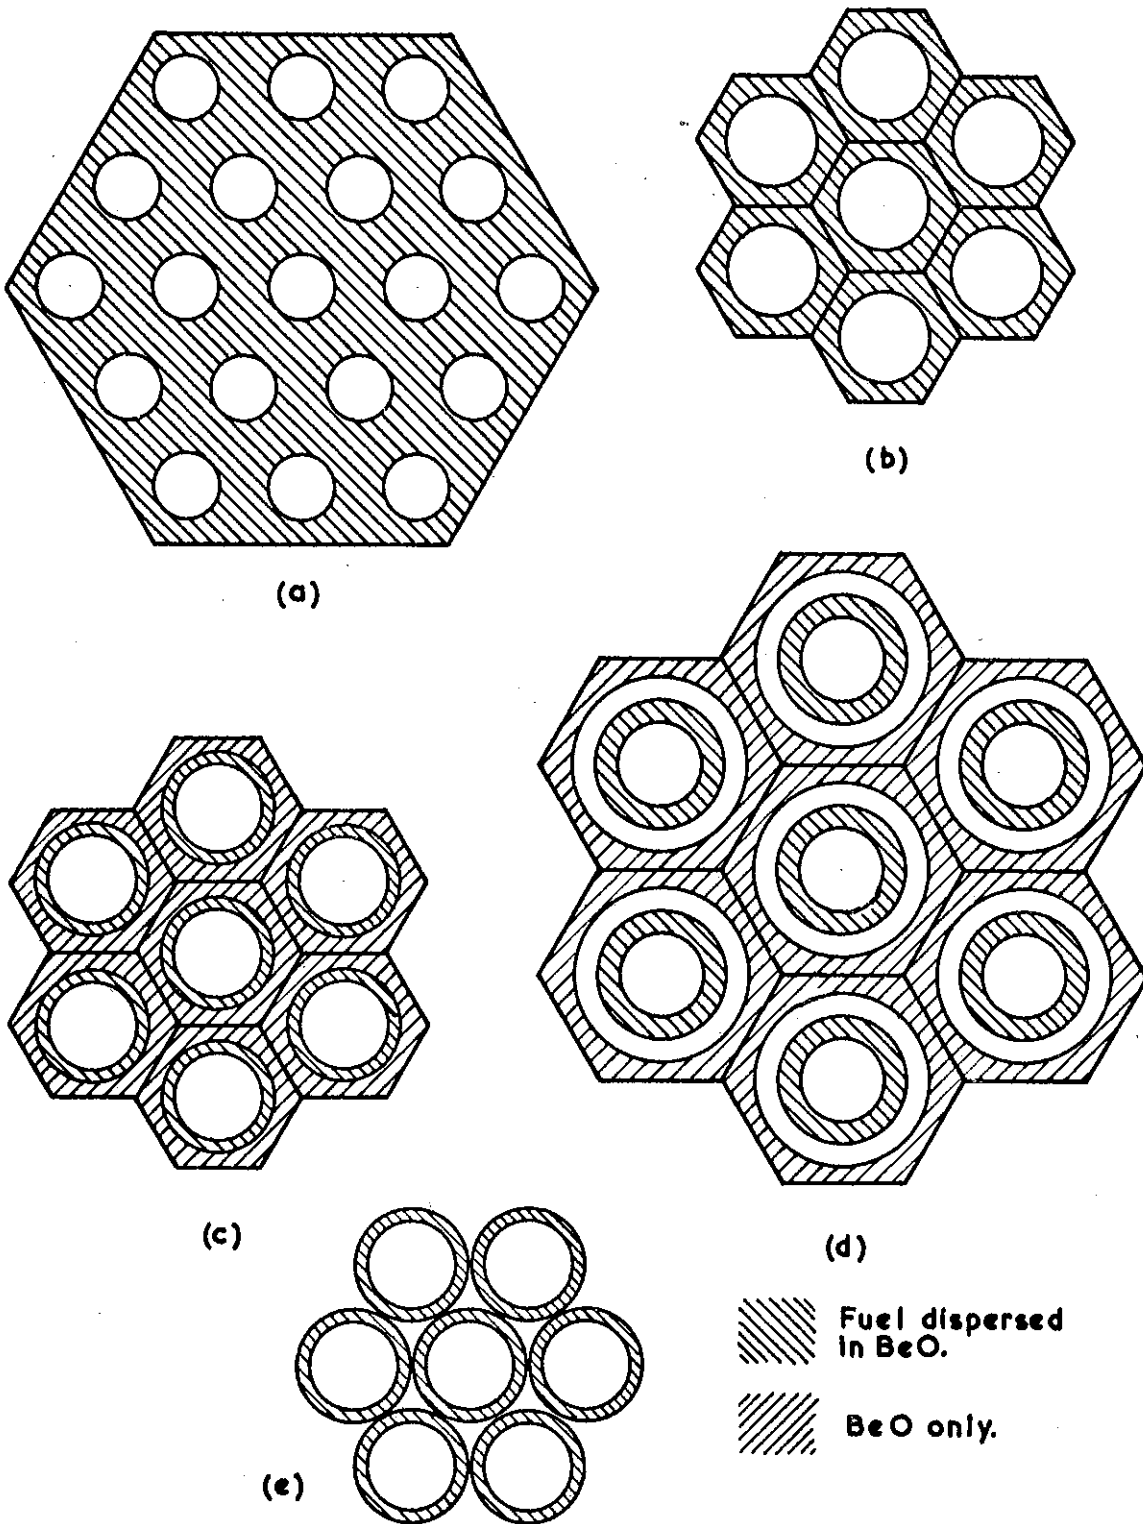 (a)
(b)
(c)
(d)
(e)
Fuel dispersed
in BeO.
BeO only.